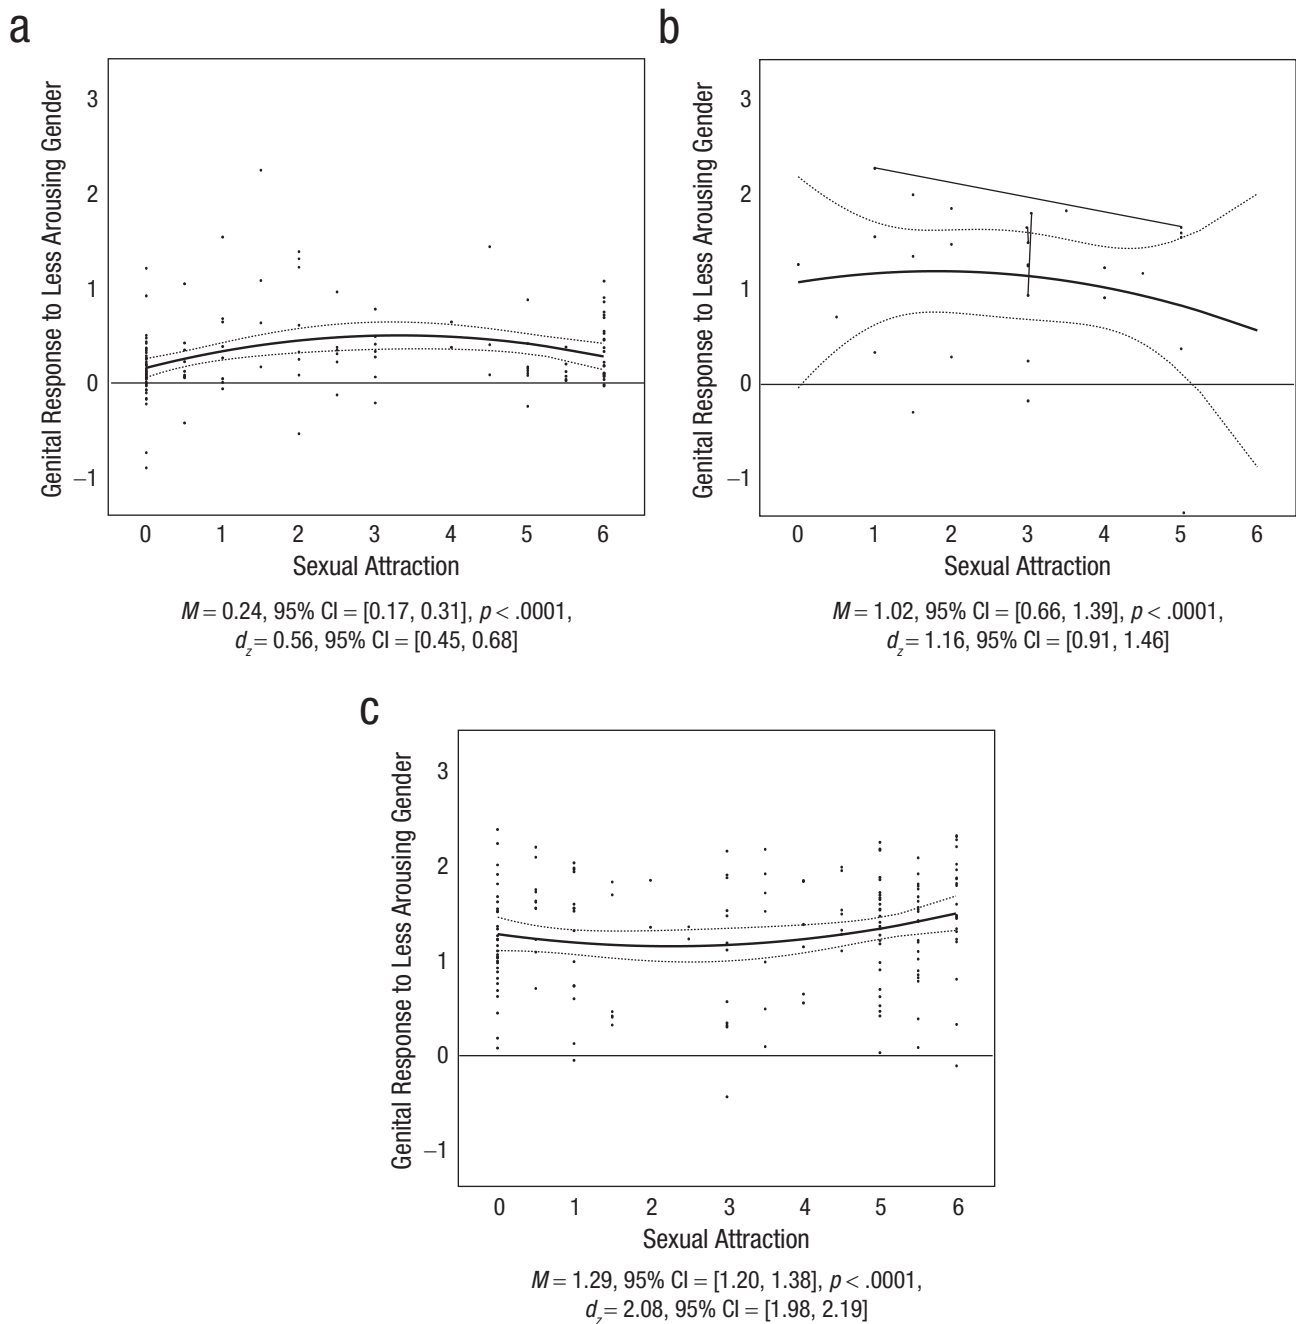 a
Genital Response to Less Arousing Gender
3
2
1
0
−1
0 1 2 3 4 5 6
Sexual Attraction
M = 0.24, 95% CI = [0.17, 0.31], p < .0001,
dz = 0.56, 95% CI = [0.45, 0.68]
b
Genital Response to Less Arousing Gender
3
2
1
0
−1
0 1 2 3 4 5 6
Sexual Attraction
M = 1.02, 95% CI = [0.66, 1.39], p < .0001,
dz = 1.16, 95% CI = [0.91, 1.46]
c
Genital Response to Less Arousing Gender
3
2
1
0
−1
0 1 2 3 4 5 6
Sexual Attraction
M = 1.29, 95% CI = [1.20, 1.38], p < .0001,
dz = 2.08, 95% CI = [1.98, 2.19]